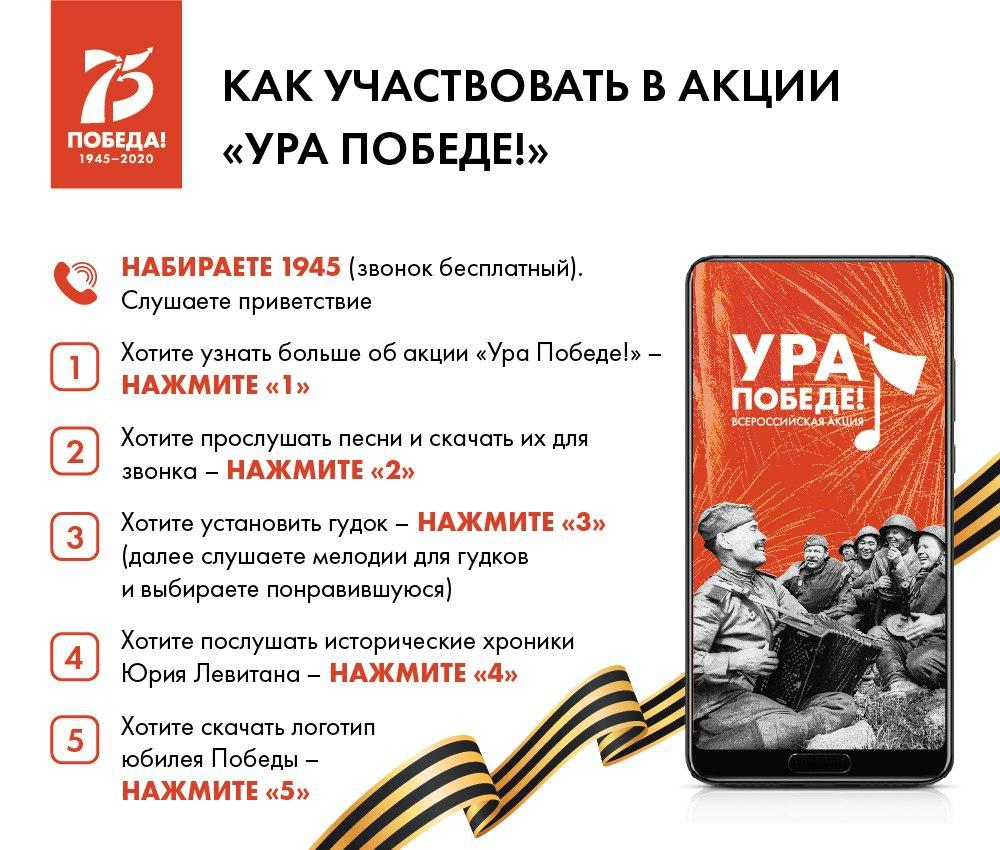 75
ПОБЕДА!
1945–2020
КАК УЧАСТВОВАТЬ В АКЦИИ
«УРА ПОБЕДЕ!»
НАБИРАЕТЕ 1945 (звонок бесплатный).
Слушаете приветствие
1
Хотите узнать больше об акции «Ура Победе!» –
НАЖМИТЕ «1»
2
Хотите прослушать песни и скачать их для
звонка – НАЖМИТЕ «2»
3
Хотите установить гудок – НАЖМИТЕ «3»
(далее слушаете мелодии для гудков
и выбираете понравившуюся)
4
Хотите послушать исторические хроники
Юрия Левитана – НАЖМИТЕ «4»
5
Хотите скачать логотип
юбилея Победы –
НАЖМИТЕ «5»
УРА
ПОБЕДЕ!
ВСЕРОССИЙСКАЯ АКЦИЯ